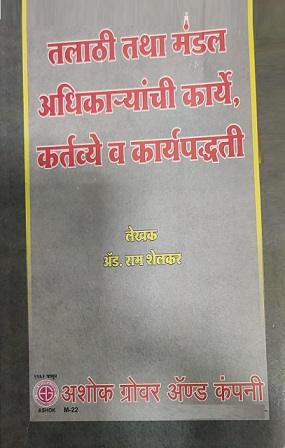 तलाठी तथा मंडल
अधिकाऱ्यांची कार्ये,
कर्तव्ये व कार्यपद्धती
लेखक
ॲड. राम शेलकर
अशोक ग्रोवर ॲण्ड कंपनी
ASHOK M-22